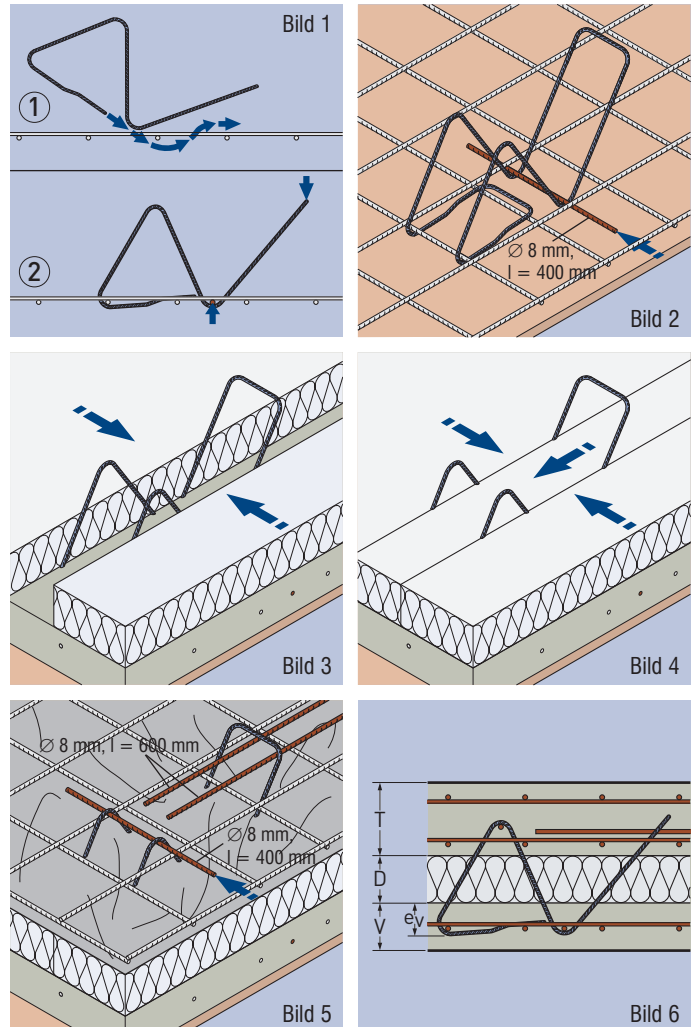 Bild 1
①
②
∅ 8 mm,
l = 400 mm
Bild 2
Bild 3
Bild 4
∅ 8 mm, l = 600 mm
∅ 8 mm,
l = 400 mm
Bild 5
T
D
V
ev
Bild 6